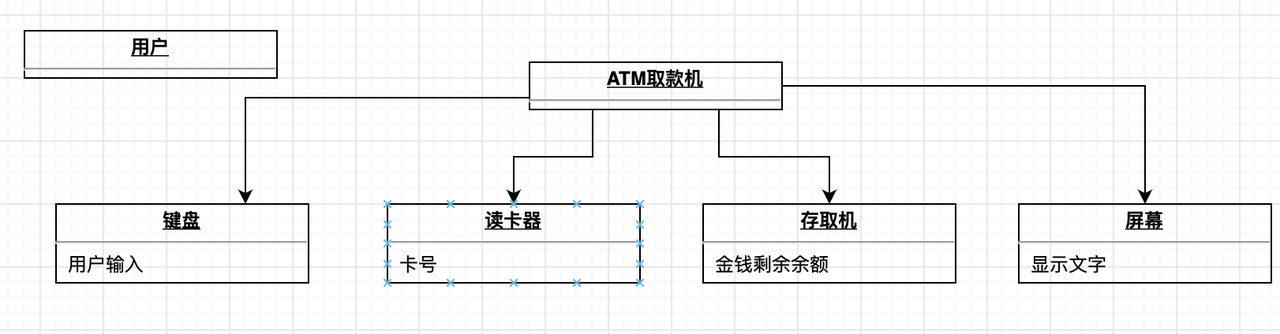 用户
ATM取款机
键盘
用户输入
读卡器
卡号
存取机
金钱剩余余额
屏幕
显示文字